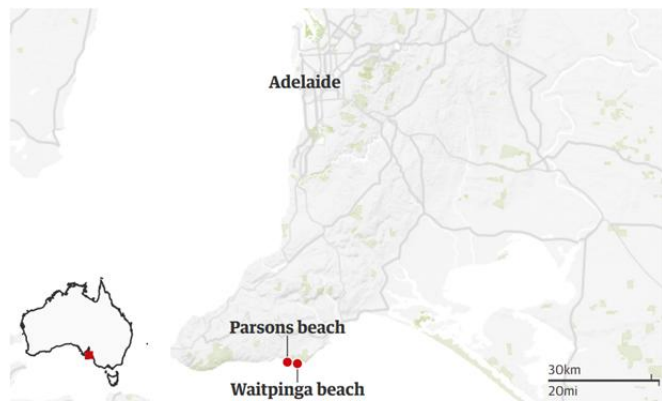 Adelaide
Parsons beach
Waitpinga beach
30km
20mi